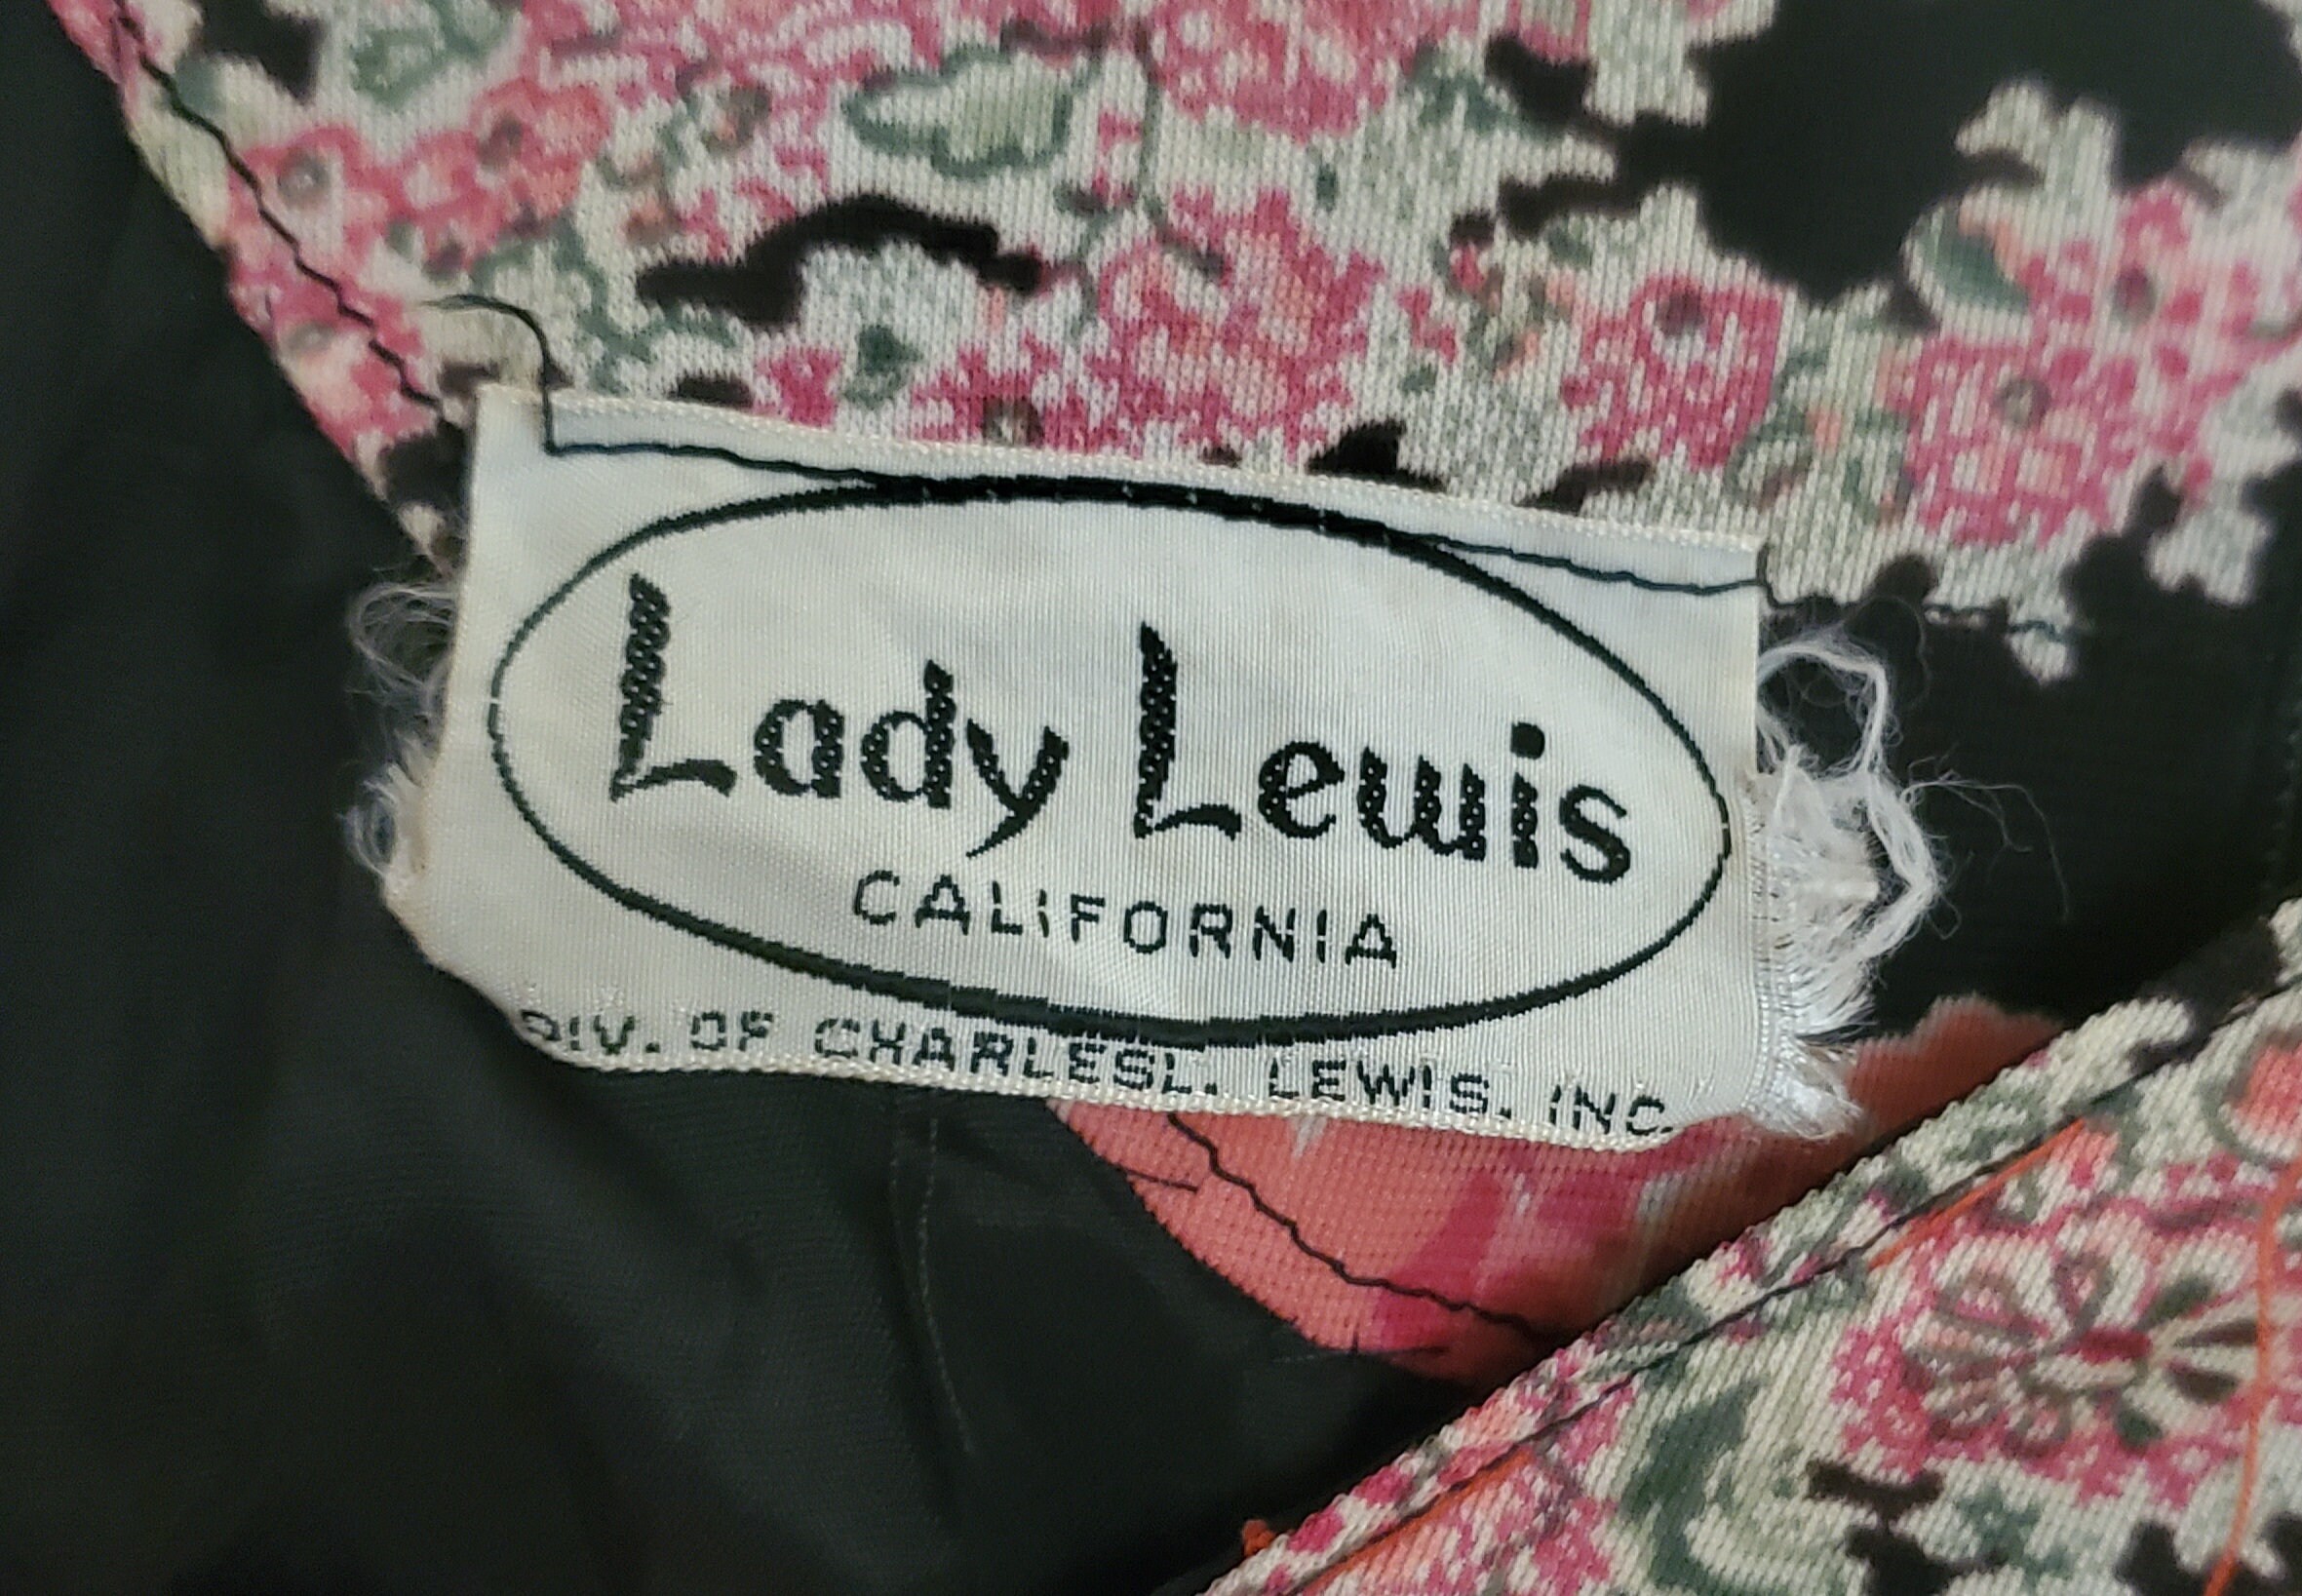 Lady Lewis
CALIFORNIA
DIV. OF CHARLES L. LEWIS. INC.